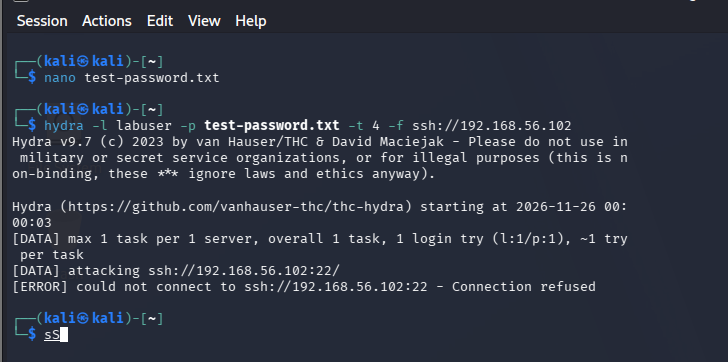 Session Actions Edit View Help
┌──(kali㉿kali)-[~]
└─$ nano test-password.txt
┌──(kali㉿kali)-[~]
└─$ hydra -l labuser -p test-password.txt -t 4 -f ssh://192.168.56.102
Hydra v9.7 (c) 2023 by van Hauser/THC & David Maciejak - Please do not use in
military or secret service organizations, or for illegal purposes (this is n
on-binding, these *** ignore laws and ethics anyway).
Hydra (https://github.com/vanhauser-thc/thc-hydra) starting at 2026-11-26 00:
00:03
[DATA] max 1 task per 1 server, overall 1 task, 1 login try (l:1/p:1), ~1 try
per task
[DATA] attacking ssh://192.168.56.102:22/
[ERROR] could not connect to ssh://192.168.56.102:22 - Connection refused
┌──(kali㉿kali)-[~]
└─$ sS